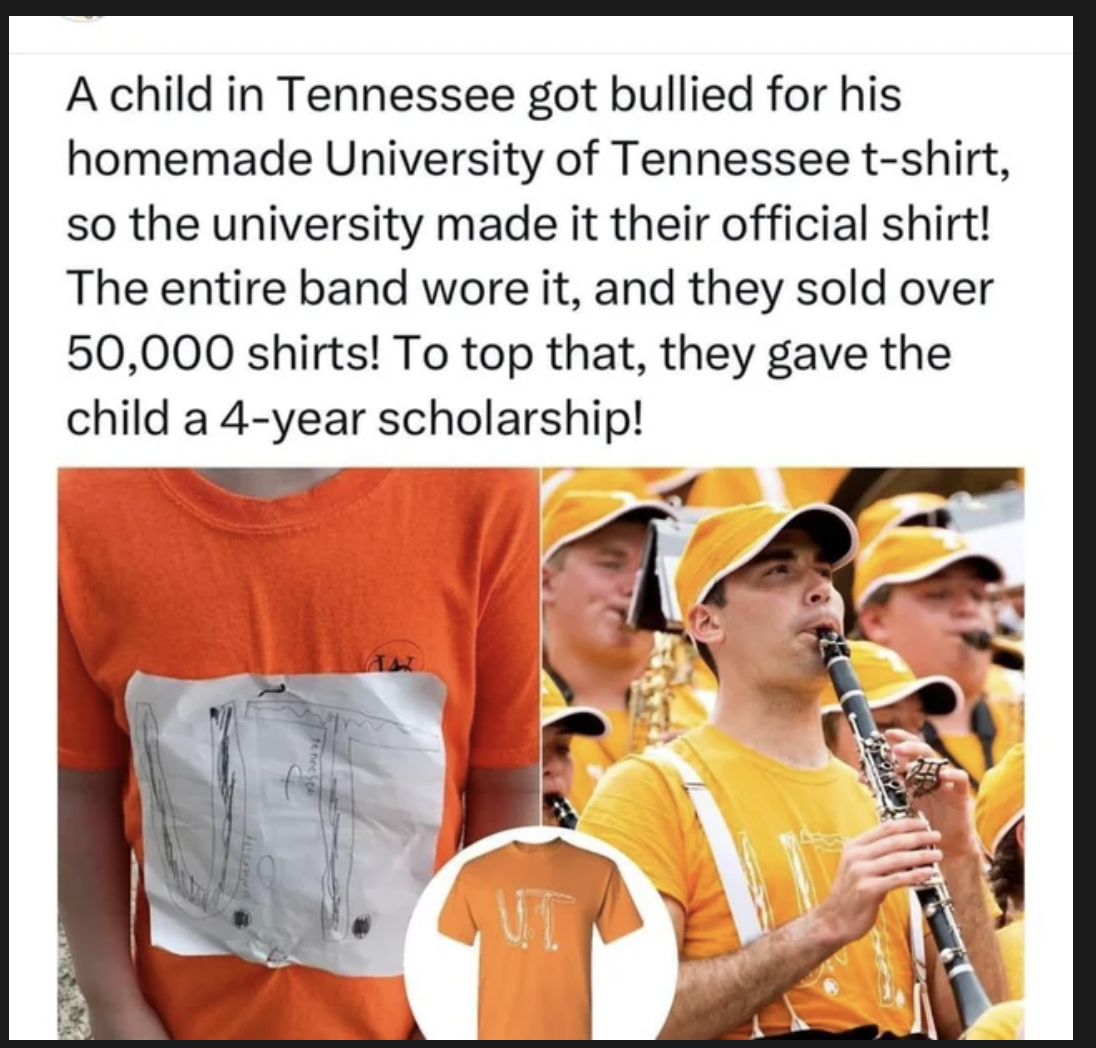 A child in Tennessee got bullied for his
homemade University of Tennessee t-shirt,
so the university made it their official shirt!
The entire band wore it, and they sold over
50,000 shirts! To top that, they gave the
child a 4-year scholarship!
U.T.
U.T.
U.T.